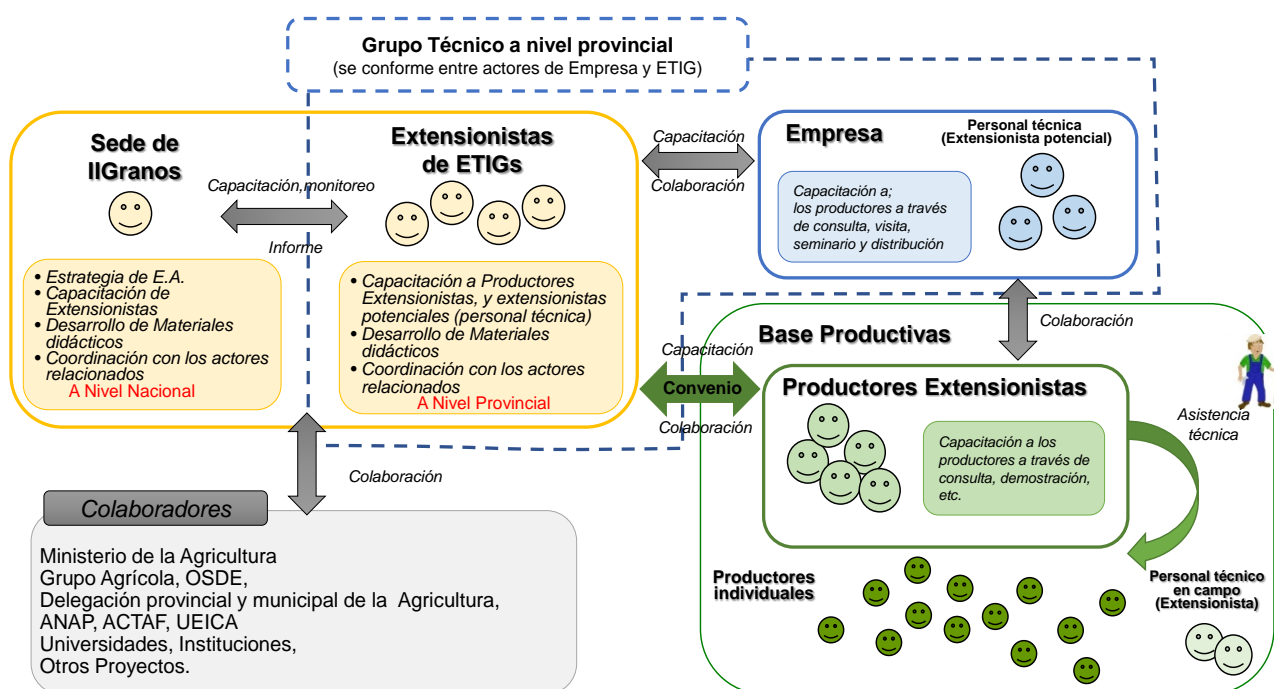 Grupo Técnico a nivel provincial
(se conforme entre actores de Empresa y ETIG)
Sede de
IIGranos
Extensionistas
de ETIGs
Capacitación,monitoreo
Informe
• Estrategia de E.A.
• Capacitación de
Extensionistas
• Desarrollo de Materiales
didácticos
• Coordinación con los actores
relacionados
A Nivel Nacional
• Capacitación a Productores
Extensionistas, y extensionistas
potenciales (personal técnica)
• Desarrollo de Materiales
didácticos
• Coordinación con los actores
relacionados
A Nivel Provincial
Capacitación
Colaboración
Empresa
Personal técnica
(Extensionista potencial)
Capacitación a;
los productores a través
de consulta, visita,
seminario y distribución
Colaboración
Capacitación
Convenio
Colaboración
Base Productivas
Productores Extensionistas
Capacitación a los
productores a través de
consulta, demostración,
etc.
Asistencia
técnica
Productores
individuales
Personal técnico
en campo
(Extensionista)
Colaboración
Colaboradores
Ministerio de la Agricultura
Grupo Agrícola, OSDE,
Delegación provincial y municipal de la Agricultura,
ANAP, ACTAF, UEICA
Universidades, Instituciones,
Otros Proyectos.